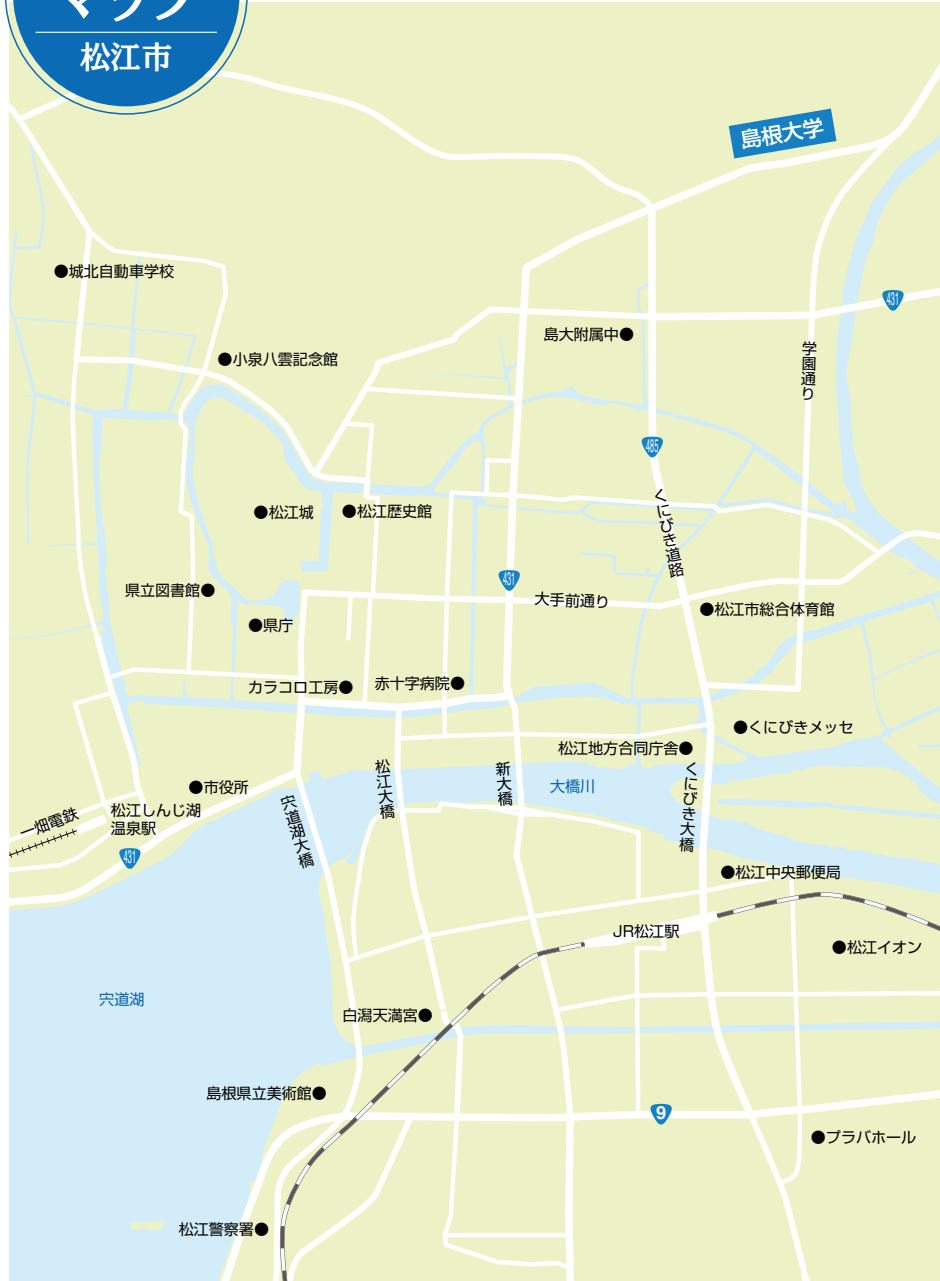 マップ
松江市
島根大学
●城北自動車学校
431
島大附属中●
●小泉八雲記念館
学園通り
485
くにびき道路
●松江城
●松江歴史館
431
県立図書館●
大手前通り
●松江市総合体育館
●県庁
カラコロ工房●
赤十字病院●
●くにびきメッセ
松江地方合同庁舎●
●市役所
宍道湖大橋
松江大橋
新大橋
大橋川
くにびき大橋
一畑電鉄
松江しんじ湖
温泉駅
431
●松江中央郵便局
JR松江駅
●松江イオン
宍道湖
白潟天満宮●
島根県立美術館●
9
●プラバホール
松江警察署●